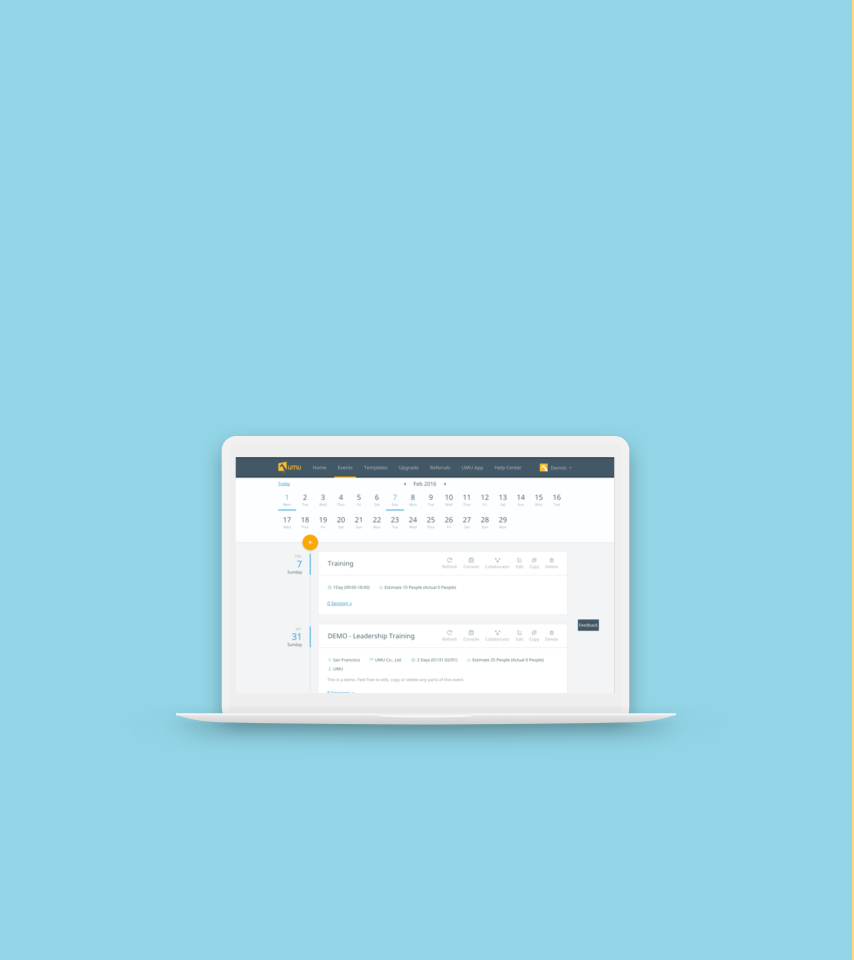 umu Home Events Templates Upgrade Referrals UMU App Help Center Dennis
Today Feb 2016
1 2 3 4 5 6 7 8 9 10 11 12 13 14 15 16
Mon Tue Wed Thu Fri Sat Sun Mon Tue Wed Thu Fri Sat Sun Mon Tue
17 18 19 20 21 22 23 24 25 26 27 28 29
Wed Thu Fri Sat Sun Mon Tue Wed Thu Fri Sat Sun Mon
+
7
Sunday
Training
Refresh Console Collaborator Edit Copy Delete
1Day (09:00-18:00) Estimate 10 People (Actual 0 People)
0 Session »
Feedback
31
Sunday
DEMO - Leadership Training
Refresh Console Collaborator Edit Copy Delete
San Francisco UMU Co., Ltd 2 Days (01/31-02/01) Estimate 25 People (Actual 0 People)
UMU
This is a demo. Feel free to edit, copy or delete any parts of this event.